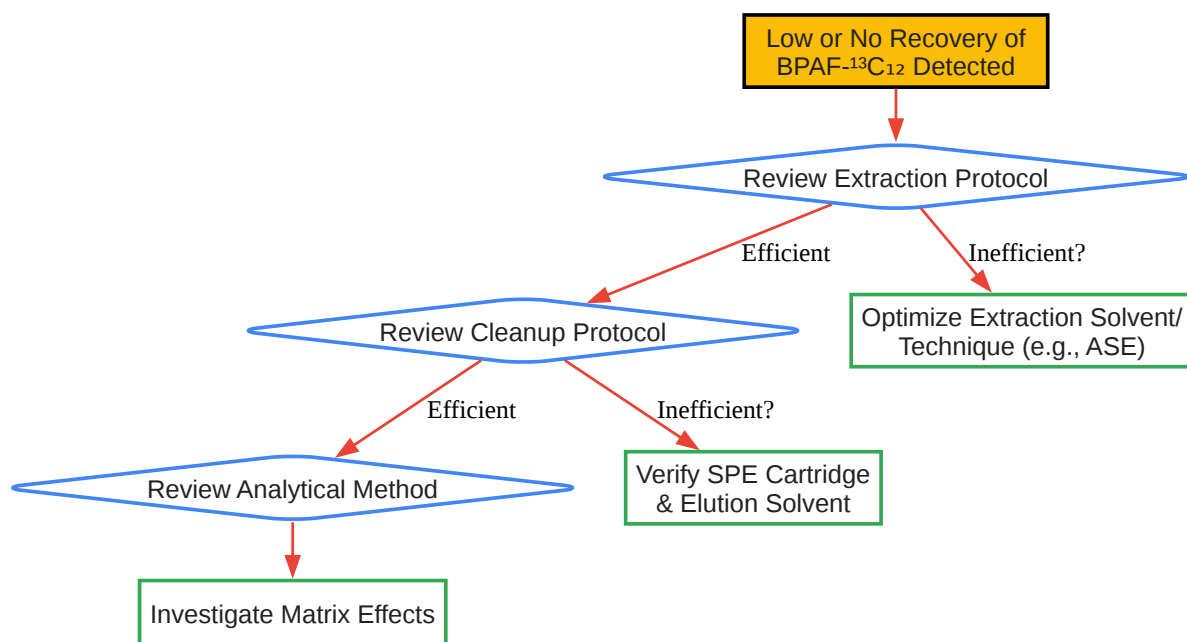 Low or No Recovery of
BPAF-¹³C₁₂ Detected
Review Extraction Protocol
Efficient
Inefficient?
Optimize Extraction Solvent/
Technique (e.g., ASE)
Review Cleanup Protocol
Efficient
Inefficient?
Verify SPE Cartridge
& Elution Solvent
Review Analytical Method
Investigate Matrix Effects